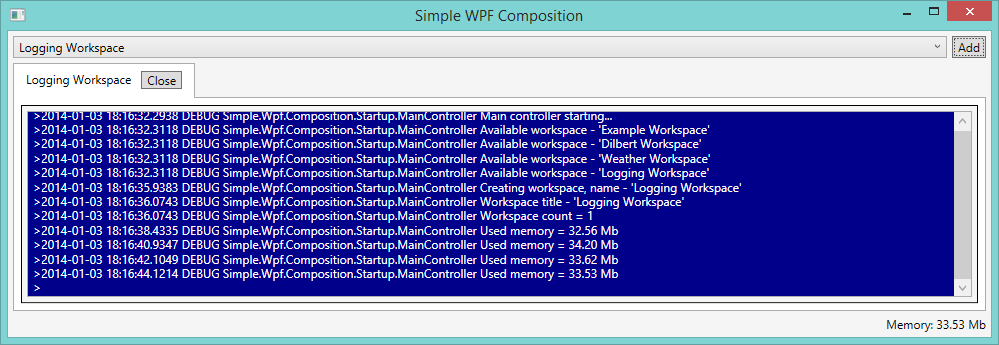 Simple WPF Composition
Logging Workspace
Add
Logging Workspace Close
>2014-01-03 18:16:32.2938 DEBUG Simple.Wpf.Composition.Startup.MainController Main controller starting...
>2014-01-03 18:16:32.3118 DEBUG Simple.Wpf.Composition.Startup.MainController Available workspace - 'Example Workspace'
>2014-01-03 18:16:32.3118 DEBUG Simple.Wpf.Composition.Startup.MainController Available workspace - 'Dilbert Workspace'
>2014-01-03 18:16:32.3118 DEBUG Simple.Wpf.Composition.Startup.MainController Available workspace - 'Weather Workspace'
>2014-01-03 18:16:32.3118 DEBUG Simple.Wpf.Composition.Startup.MainController Available workspace - 'Logging Workspace'
>2014-01-03 18:16:35.9383 DEBUG Simple.Wpf.Composition.Startup.MainController Creating workspace, name - 'Logging Workspace'
>2014-01-03 18:16:36.0743 DEBUG Simple.Wpf.Composition.Startup.MainController Workspace title - 'Logging Workspace'
>2014-01-03 18:16:36.0743 DEBUG Simple.Wpf.Composition.Startup.MainController Workspace count = 1
>2014-01-03 18:16:38.4335 DEBUG Simple.Wpf.Composition.Startup.MainController Used memory = 32.56 Mb
>2014-01-03 18:16:40.9347 DEBUG Simple.Wpf.Composition.Startup.MainController Used memory = 34.20 Mb
>2014-01-03 18:16:42.1049 DEBUG Simple.Wpf.Composition.Startup.MainController Used memory = 33.62 Mb
>2014-01-03 18:16:44.1214 DEBUG Simple.Wpf.Composition.Startup.MainController Used memory = 33.53 Mb
>
Memory: 33.53 Mb